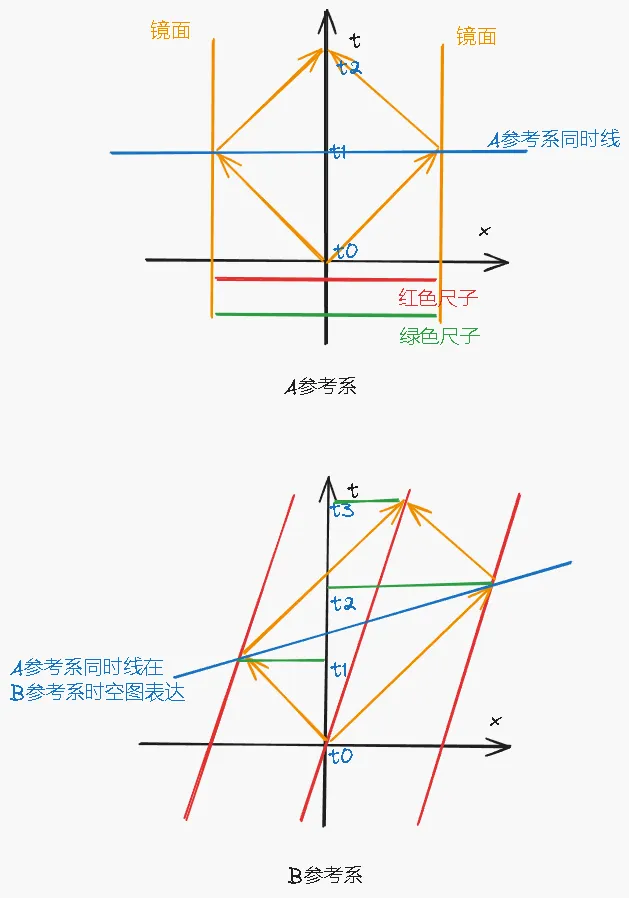 镜面
t
镜面
t2
t1
A参考系同时线
x
t0
红色尺子
绿色尺子
A参考系
t
t3
t2
A参考系同时线在
B参考系时空图表达
t1
x
t0
B参考系